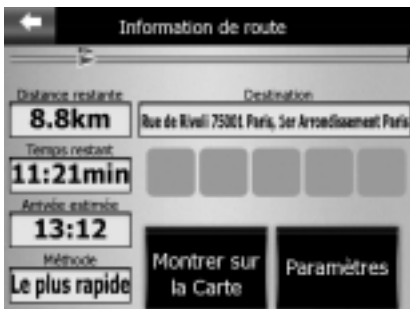 Information de route
Distance restante
8.8km
Destination
Rue de Rivoli 75001 Paris, 1er Arrondissement Paris
Temps restant
11:21min
Arrivée estimée
13:12
Méthode
Le plus rapide
Montrer sur
la Carte
Paramètres